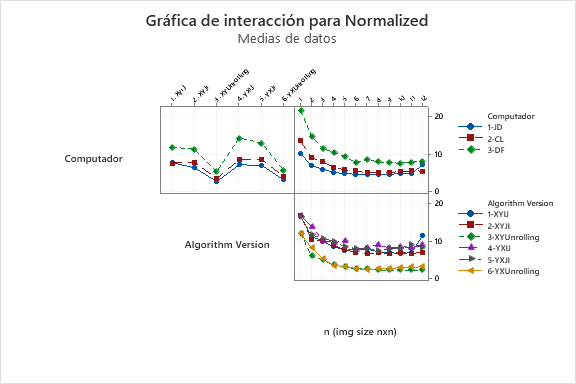 Gráfica de interacción para Normalized
Medias de datos
1-XYIJ 2-XYJI 3-XYUnrolling 4-YXIJ 5-YXJI 6-YXUnrolling 1 2 3 4 5 6 7 8 9 10 11 12
Computador
20
10
0
Computador
1-JD
2-CL
3-DF
Algorithm Version
20
10
0
Algorithm Version
1-XYIJ
2-XYJI
3-XYUnrolling
4-YXIJ
5-YXJI
6-YXUnrolling
n (img size nxn)